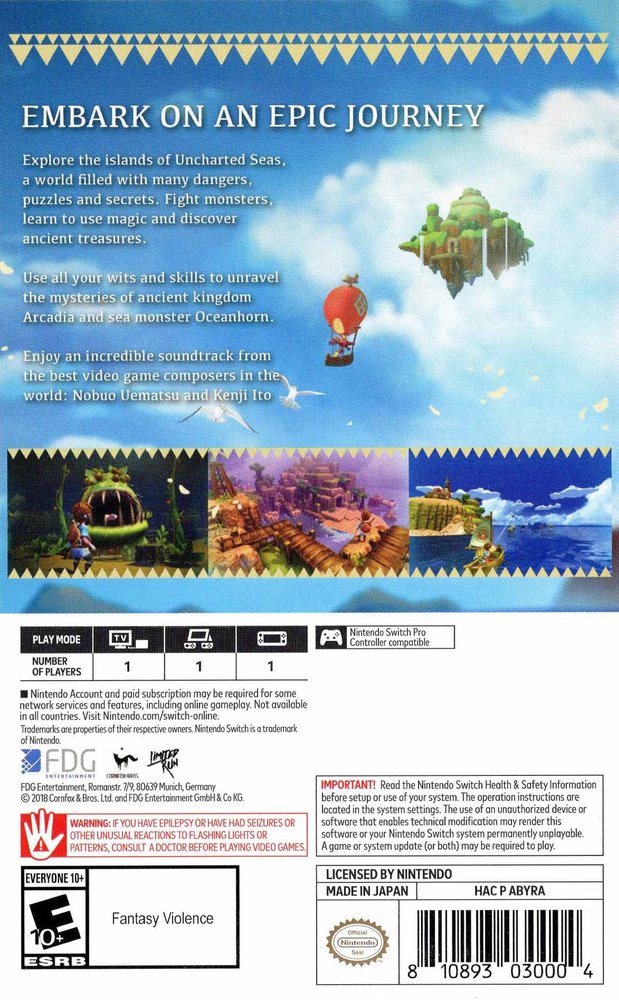 EMBARK ON AN EPIC JOURNEY
Explore the islands of Uncharted Seas,
a world filled with many dangers,
puzzles and secrets. Fight monsters,
learn to use magic and discover
ancient treasures.
Use all your wits and skills to unravel
the mysteries of ancient kingdom
Arcadia and sea monster Oceanhorn.
Enjoy an incredible soundtrack from
the best video game composers in the
world: Nobuo Uematsu and Kenji Ito
PLAY MODE
TV
NUMBER
OF PLAYERS
1
1
1
Nintendo Switch Pro
Controller compatible
■ Nintendo Account and paid subscription may be required for some
network services and features, including online gameplay. Not available
in all countries. Visit Nintendo.com/switch-online.
Trademarks are properties of their respective owners. Nintendo Switch is a trademark
of Nintendo.
FDG
ENTERTAINMENT
CORNFOX&BROS.
LIMITED
RUN
FDG Entertainment, Romanstr. 7/9, 80639 Munich, Germany
© 2018 Cornfox & Bros. Ltd. and FDG Entertainment GmbH & Co KG.
WARNING: IF YOU HAVE EPILEPSY OR HAVE HAD SEIZURES OR
OTHER UNUSUAL REACTIONS TO FLASHING LIGHTS OR
PATTERNS, CONSULT A DOCTOR BEFORE PLAYING VIDEO GAMES.
IMPORTANT! Read the Nintendo Switch Health & Safety Information
before setup or use of your system. The operation instructions are
located in the system settings. The use of an unauthorized device or
software that enables technical modification may render this
software or your Nintendo Switch system permanently unplayable.
A game or system update (or both) may be required to play.
EVERYONE 10+
E
10+
ESRB
Fantasy Violence
LICENSED BY NINTENDO
MADE IN JAPAN
HAC P ABYRA
Official
Nintendo
Seal
8 10893 03000 4